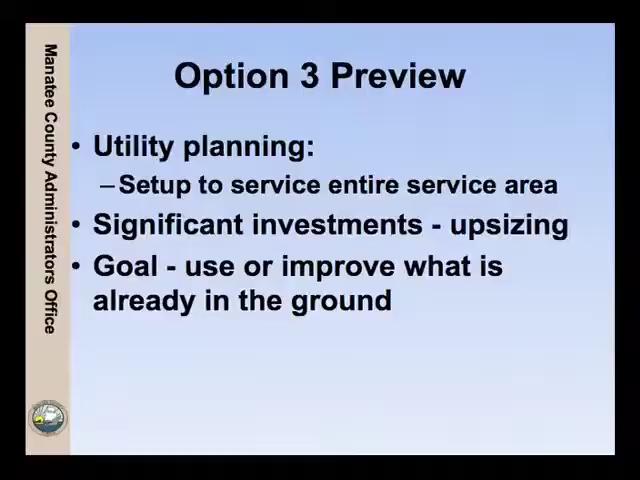 Option 3 Preview
• Utility planning:
–Setup to service entire service area
• Significant investments - upsizing
• Goal - use or improve what is
already in the ground
Manatee County Administrators Office